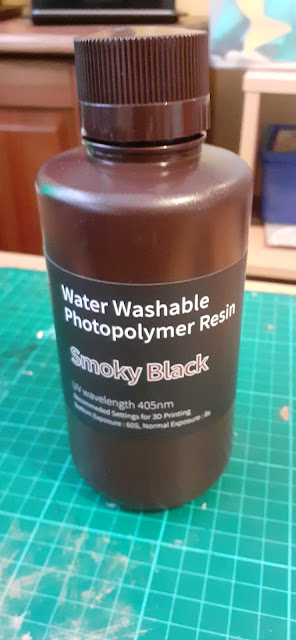 Water Washable
Photopolymer Resin
Smoky Black
UV wavelength 405nm
Recommeded Settings for 3D Printing
Bottom Exposure : 60S, Normal Exposure : 8s